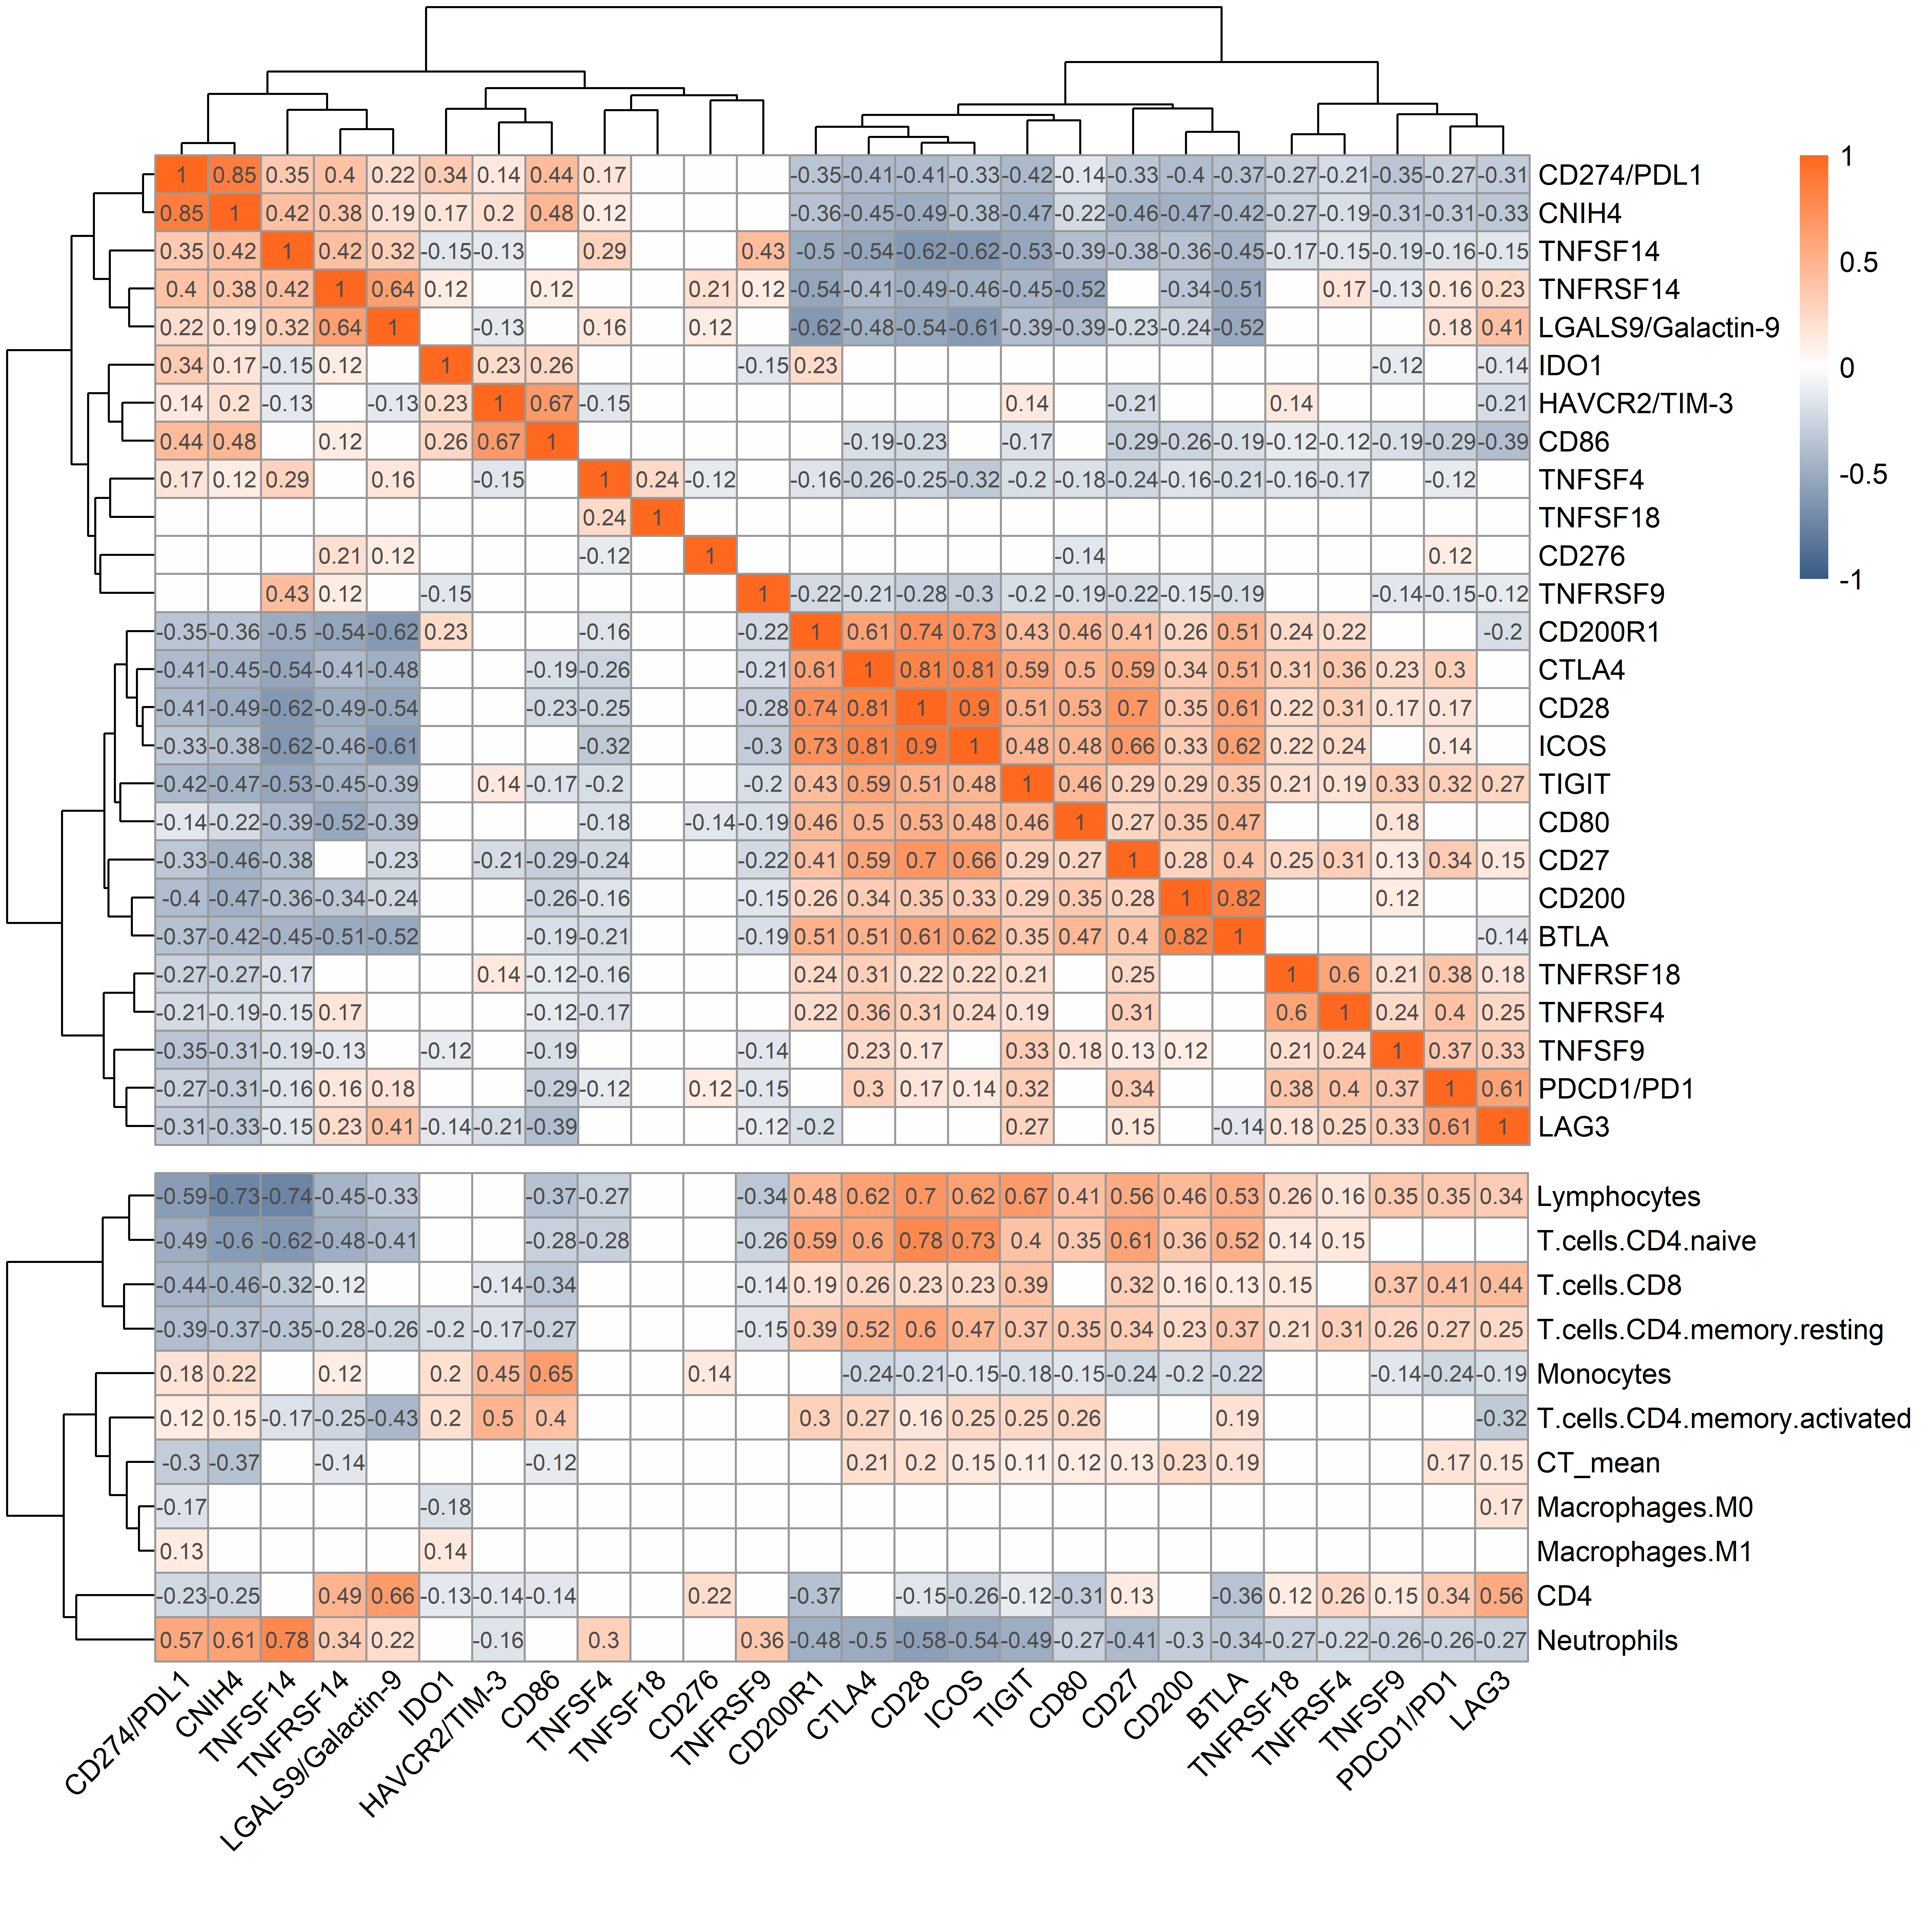 1 0.85 0.35 0.4 0.22 0.34 0.14 0.44 0.17 -0.35 -0.41 -0.41 -0.33 -0.42 -0.14 -0.33 -0.4 -0.37 -0.27 -0.21 -0.35 -0.27 -0.31 CD274/PDL1
0.85 1 0.42 0.38 0.19 0.17 0.2 0.48 0.12 -0.36 -0.45 -0.49 -0.38 -0.47 -0.22 -0.46 -0.47 -0.42 -0.27 -0.19 -0.31 -0.31 -0.33 CNIH4
0.35 0.42 1 0.42 0.32 -0.15 -0.13 0.29 0.43 -0.5 -0.54 -0.62 -0.62 -0.53 -0.39 -0.38 -0.36 -0.45 -0.17 -0.15 -0.19 -0.16 -0.15 TNFSF14
0.4 0.38 0.42 1 0.64 0.12 0.12 0.21 0.12 -0.54 -0.41 -0.49 -0.46 -0.45 -0.52 -0.34 -0.51 0.17 -0.13 0.16 0.23 TNFRSF14
0.22 0.19 0.32 0.64 1 -0.13 0.16 0.12 -0.62 -0.48 -0.54 -0.61 -0.39 -0.39 -0.23 -0.24 -0.52 0.18 0.41 LGALS9/Galactin-9
0.34 0.17 -0.15 0.12 1 0.23 0.26 -0.15 0.23 -0.12 -0.14 IDO1
0.14 0.2 -0.13 -0.13 0.23 1 0.67 -0.15 0.14 -0.21 0.14 -0.21 HAVCR2/TIM-3
0.44 0.48 0.12 0.26 0.67 1 -0.19 -0.23 -0.17 -0.29 -0.26 -0.19 -0.12 -0.12 -0.19 -0.29 -0.39 CD86
0.17 0.12 0.29 0.16 -0.15 1 0.24 -0.12 -0.16 -0.26 -0.25 -0.32 -0.2 -0.18 -0.24 -0.16 -0.21 -0.16 -0.17 -0.12 TNFSF4
0.24 1 TNFSF18
0.21 0.12 -0.12 1 -0.14 0.12 CD276
0.43 0.12 -0.15 1 -0.22 -0.21 -0.28 -0.3 -0.2 -0.19 -0.22 -0.15 -0.19 -0.14 -0.15 -0.12 TNFRSF9
-0.35 -0.36 -0.5 -0.54 -0.62 0.23 -0.16 -0.22 1 0.61 0.74 0.73 0.43 0.46 0.41 0.26 0.51 0.24 0.22 -0.2 CD200R1
-0.41 -0.45 -0.54 -0.41 -0.48 -0.19 -0.26 -0.21 0.61 1 0.81 0.81 0.59 0.5 0.59 0.34 0.51 0.31 0.36 0.23 0.3 CTLA4
-0.41 -0.49 -0.62 -0.49 -0.54 -0.23 -0.25 -0.28 0.74 0.81 1 0.9 0.51 0.53 0.7 0.35 0.61 0.22 0.31 0.17 0.17 CD28
-0.33 -0.38 -0.62 -0.46 -0.61 -0.32 -0.3 0.73 0.81 0.9 1 0.48 0.48 0.66 0.33 0.62 0.22 0.24 0.14 ICOS
-0.42 -0.47 -0.53 -0.45 -0.39 0.14 -0.17 -0.2 -0.2 0.43 0.59 0.51 0.48 1 0.46 0.29 0.29 0.35 0.21 0.19 0.33 0.32 0.27 TIGIT
-0.14 -0.22 -0.39 -0.52 -0.39 -0.18 -0.14 -0.19 0.46 0.5 0.53 0.48 0.46 1 0.27 0.35 0.47 0.18 CD80
-0.33 -0.46 -0.38 -0.23 -0.21 -0.29 -0.24 -0.22 0.41 0.59 0.7 0.66 0.29 0.27 1 0.28 0.4 0.25 0.31 0.13 0.34 0.15 CD27
-0.4 -0.47 -0.36 -0.34 -0.24 -0.26 -0.16 -0.15 0.26 0.34 0.35 0.33 0.29 0.35 0.28 1 0.82 0.12 CD200
-0.37 -0.42 -0.45 -0.51 -0.52 -0.19 -0.21 -0.19 0.51 0.51 0.61 0.62 0.35 0.47 0.4 0.82 1 -0.14 BTLA
-0.27 -0.27 -0.17 0.14 -0.12 -0.16 0.24 0.31 0.22 0.22 0.21 0.25 1 0.6 0.21 0.38 0.18 TNFRSF18
-0.21 -0.19 -0.15 0.17 -0.12 -0.17 0.22 0.36 0.31 0.24 0.19 0.31 0.6 1 0.24 0.4 0.25 TNFRSF4
-0.35 -0.31 -0.19 -0.13 -0.12 -0.19 -0.14 0.23 0.17 0.33 0.18 0.13 0.12 0.21 0.24 1 0.37 0.33 TNFSF9
-0.27 -0.31 -0.16 0.16 0.18 -0.29 -0.12 0.12 -0.15 0.3 0.17 0.14 0.32 0.34 0.38 0.4 0.37 1 0.61 PDCD1/PD1
-0.31 -0.33 -0.15 0.23 0.41 -0.14 -0.21 -0.39 -0.12 -0.2 0.27 0.15 -0.14 0.18 0.25 0.33 0.61 1 LAG3
1
0.5
0
-0.5
-1
-0.59 -0.73 -0.74 -0.45 -0.33 -0.37 -0.27 -0.34 0.48 0.62 0.7 0.62 0.67 0.41 0.56 0.46 0.53 0.26 0.16 0.35 0.35 0.34 Lymphocytes
-0.49 -0.6 -0.62 -0.48 -0.41 -0.28 -0.28 -0.26 0.59 0.6 0.78 0.73 0.4 0.35 0.61 0.36 0.52 0.14 0.15 T.cells.CD4.naive
-0.44 -0.46 -0.32 -0.12 -0.14 -0.34 -0.14 0.19 0.26 0.23 0.23 0.39 0.32 0.16 0.13 0.15 0.37 0.41 0.44 T.cells.CD8
-0.39 -0.37 -0.35 -0.28 -0.26 -0.2 -0.17 -0.27 -0.15 0.39 0.52 0.6 0.47 0.37 0.35 0.34 0.23 0.37 0.21 0.31 0.26 0.27 0.25 T.cells.CD4.memory.resting
0.18 0.22 0.12 0.2 0.45 0.65 0.14 -0.24 -0.21 -0.15 -0.18 -0.15 -0.24 -0.2 -0.22 -0.14 -0.24 -0.19 Monocytes
0.12 0.15 -0.17 -0.25 -0.43 0.2 0.5 0.4 0.3 0.27 0.16 0.25 0.25 0.26 0.19 -0.32 T.cells.CD4.memory.activated
-0.3 -0.37 -0.14 -0.12 0.21 0.2 0.15 0.11 0.12 0.13 0.23 0.19 0.17 0.15 CT_mean
-0.17 -0.18 0.17 Macrophages.M0
0.13 0.14 Macrophages.M1
-0.23 -0.25 0.49 0.66 -0.13 -0.14 -0.14 0.22 -0.37 -0.15 -0.26 -0.12 -0.31 0.13 -0.36 0.12 0.26 0.15 0.34 0.56 CD4
0.57 0.61 0.78 0.34 0.22 -0.16 0.3 0.36 -0.48 -0.5 -0.58 -0.54 -0.49 -0.27 -0.41 -0.3 -0.34 -0.27 -0.22 -0.26 -0.26 -0.27 Neutrophils
CD274/PDL1
CNIH4
TNFSF14
TNFRSF14
LGALS9/Galactin-9
IDO1
HAVCR2/TIM-3
CD86
TNFSF4
TNFSF18
CD276
TNFRSF9
CD200R1
CTLA4
CD28
ICOS
TIGIT
CD80
CD27
CD200
BTLA
TNFRSF18
TNFRSF4
TNFSF9
PDCD1/PD1
LAG3